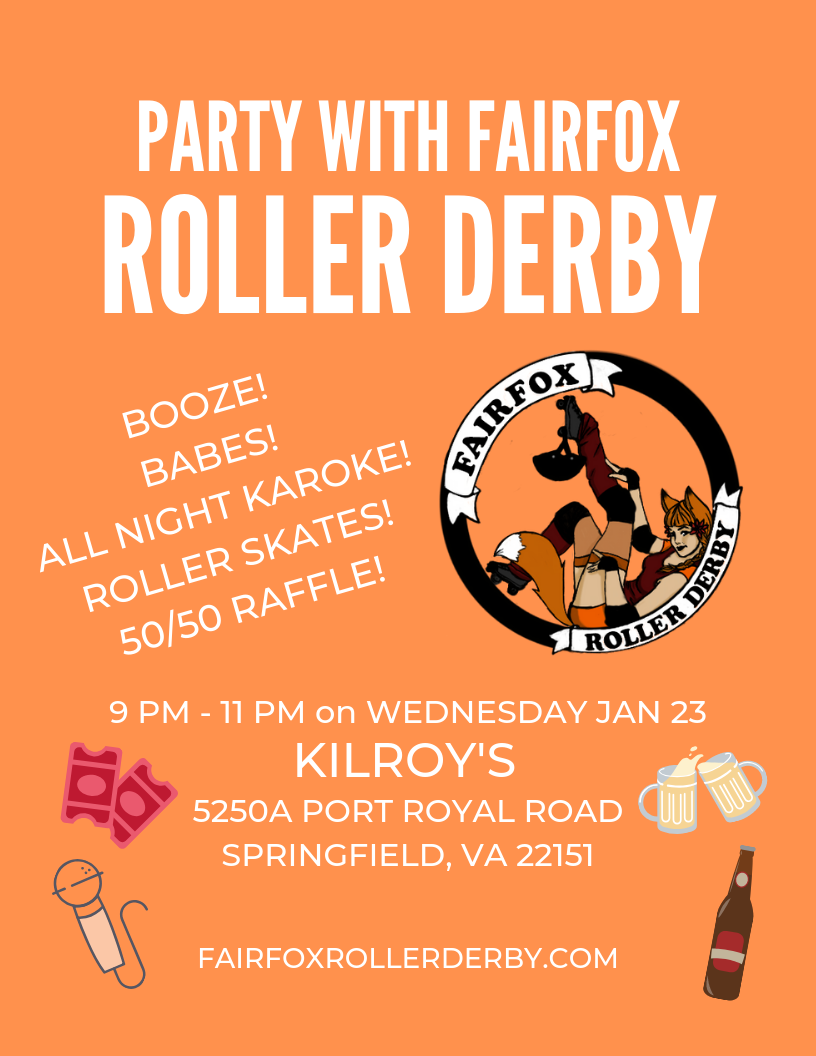 PARTY WITH FAIRFOX
ROLLER DERBY
BOOZE!
BABES!
ALL NIGHT KAROKE!
ROLLER SKATES!
50/50 RAFFLE!
FAIRFOX
ROLLER DERBY
9 PM - 11 PM on WEDNESDAY JAN 23
KILROY'S
5250A PORT ROYAL ROAD
SPRINGFIELD, VA 22151
FAIRFOXROLLERDERBY.COM